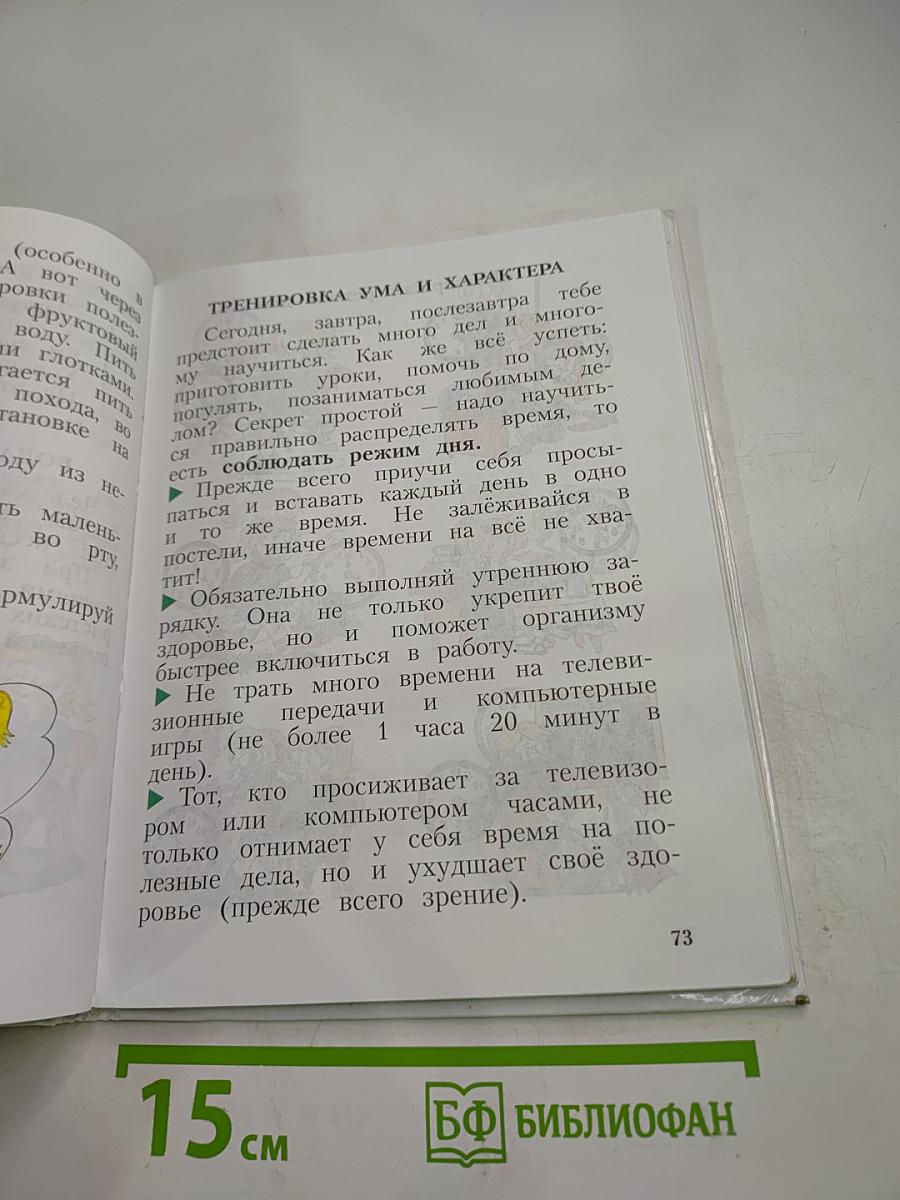 (особенно в
А вот через
ровки полез-
фруктовый
воду. Пить
ми глотками.
гается пить
похода, во
тановке на
оду из не-
ть малень-
во рту,
ормулируй
ТРЕНИРОВКА УМА И ХАРАКТЕРА
Сегодня, завтра, послезавтра тебе
предстоит сделать много дел и много-
му научиться. Как же всё успеть:
приготовить уроки, помочь по дому,
погулять, позаниматься любимым де-
лом? Секрет простой — надо научить-
ся правильно распределять время, то
есть соблюдать режим дня.
▶ Прежде всего приучи себя просы-
паться и вставать каждый день в одно
и то же время. Не залёживайся в
постели, иначе времени на всё не хва-
тит!
▶ Обязательно выполняй утреннюю за-
рядку. Она не только укрепит твоё
здоровье, но и поможет организму
быстрее включиться в работу.
▶ Не трать много времени на телеви-
зионные передачи и компьютерные
игры (не более 1 часа 20 минут в
день).
▶ Тот, кто просиживает за телевизо-
ром или компьютером часами, не
только отнимает у себя время на по-
лезные дела, но и ухудшает своё здо-
ровье (прежде всего зрение).
73
15 см
БФ БИБЛИОФАН